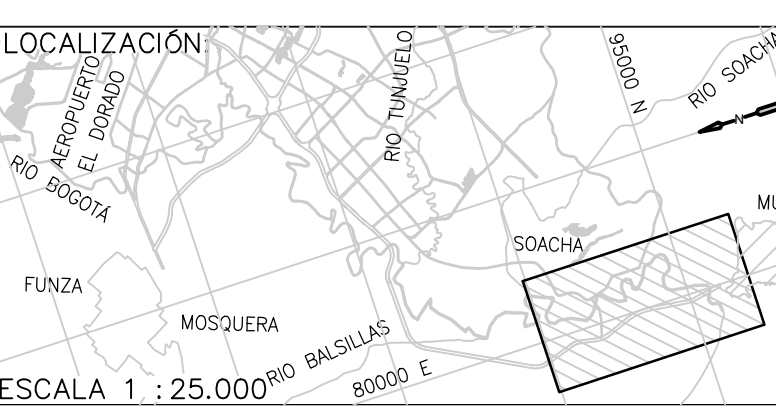 LOCALIZACIÓN:
AEROPUERTO
EL DORADO
RIO BOGOTÁ
RIO TUNJUELO
95000 N
RIO SOACHA
N
SOACHA
FUNZA
MOSQUERA
RIO BALSILLAS
80000 E
ESCALA 1 : 25.000